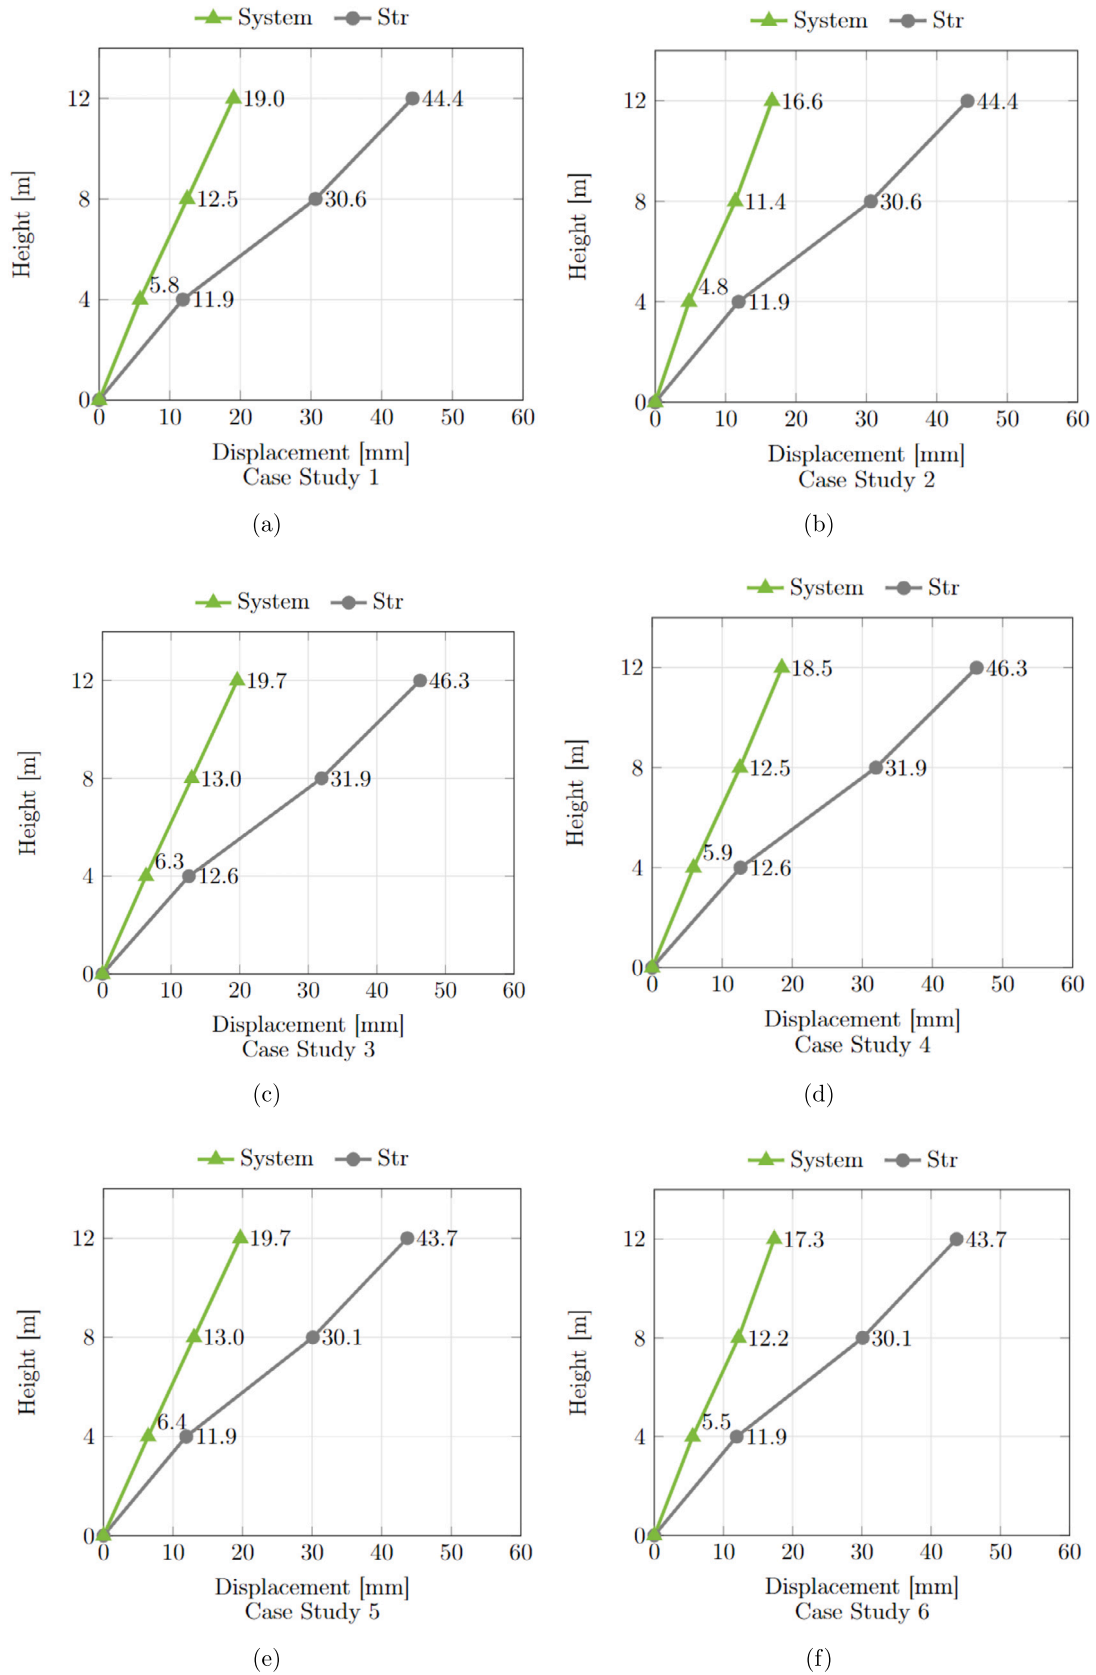 System Str
12 19.0 44.4
8 12.5 30.6
4 5.8 11.9
0
0 10 20 30 40 50 60
Height [m]
Displacement [mm]
Case Study 1
(a)
System Str
12 16.6 44.4
8 11.4 30.6
4 4.8 11.9
0
0 10 20 30 40 50 60
Height [m]
Displacement [mm]
Case Study 2
(b)
System Str
12 19.7 46.3
8 13.0 31.9
4 6.3 12.6
0
0 10 20 30 40 50 60
Height [m]
Displacement [mm]
Case Study 3
(c)
System Str
12 18.5 46.3
8 12.5 31.9
4 5.9 12.6
0
0 10 20 30 40 50 60
Height [m]
Displacement [mm]
Case Study 4
(d)
System Str
12 19.7 43.7
8 13.0 30.1
4 6.4 11.9
0
0 10 20 30 40 50 60
Height [m]
Displacement [mm]
Case Study 5
(e)
System Str
12 17.3 43.7
8 12.2 30.1
4 5.5 11.9
0
0 10 20 30 40 50 60
Height [m]
Displacement [mm]
Case Study 6
(f)